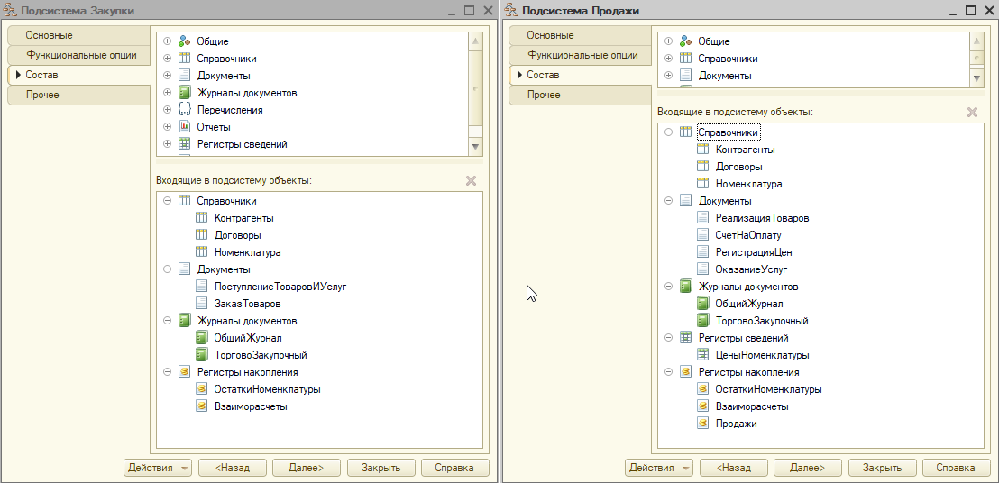 Подсистема Закупки
Основные
Функциональные опции
Состав
Прочее
Общие
Справочники
Документы
Журналы документов
Перечисления
Отчеты
Регистры сведений
Входящие в подсистему объекты:
Справочники
Контрагенты
Договоры
Номенклатура
Документы
ПоступлениеТоваровИУслуг
ЗаказТоваров
Журналы документов
ОбщийЖурнал
ТорговоЗакупочный
Регистры накопления
ОстаткиНоменклатуры
Взаиморасчеты
Действия
<Назад
Далее>
Закрыть
Справка
Подсистема Продажи
Основные
Функциональные опции
Состав
Прочее
Общие
Справочники
Документы
Входящие в подсистему объекты:
Справочники
Контрагенты
Договоры
Номенклатура
Документы
РеализацияТоваров
СчетНаОплату
РегистрацияЦен
ОказаниеУслуг
Журналы документов
ОбщийЖурнал
ТорговоЗакупочный
Регистры сведений
ЦеныНоменклатуры
Регистры накопления
ОстаткиНоменклатуры
Взаиморасчеты
Продажи
Действия
<Назад
Далее>
Закрыть
Справка